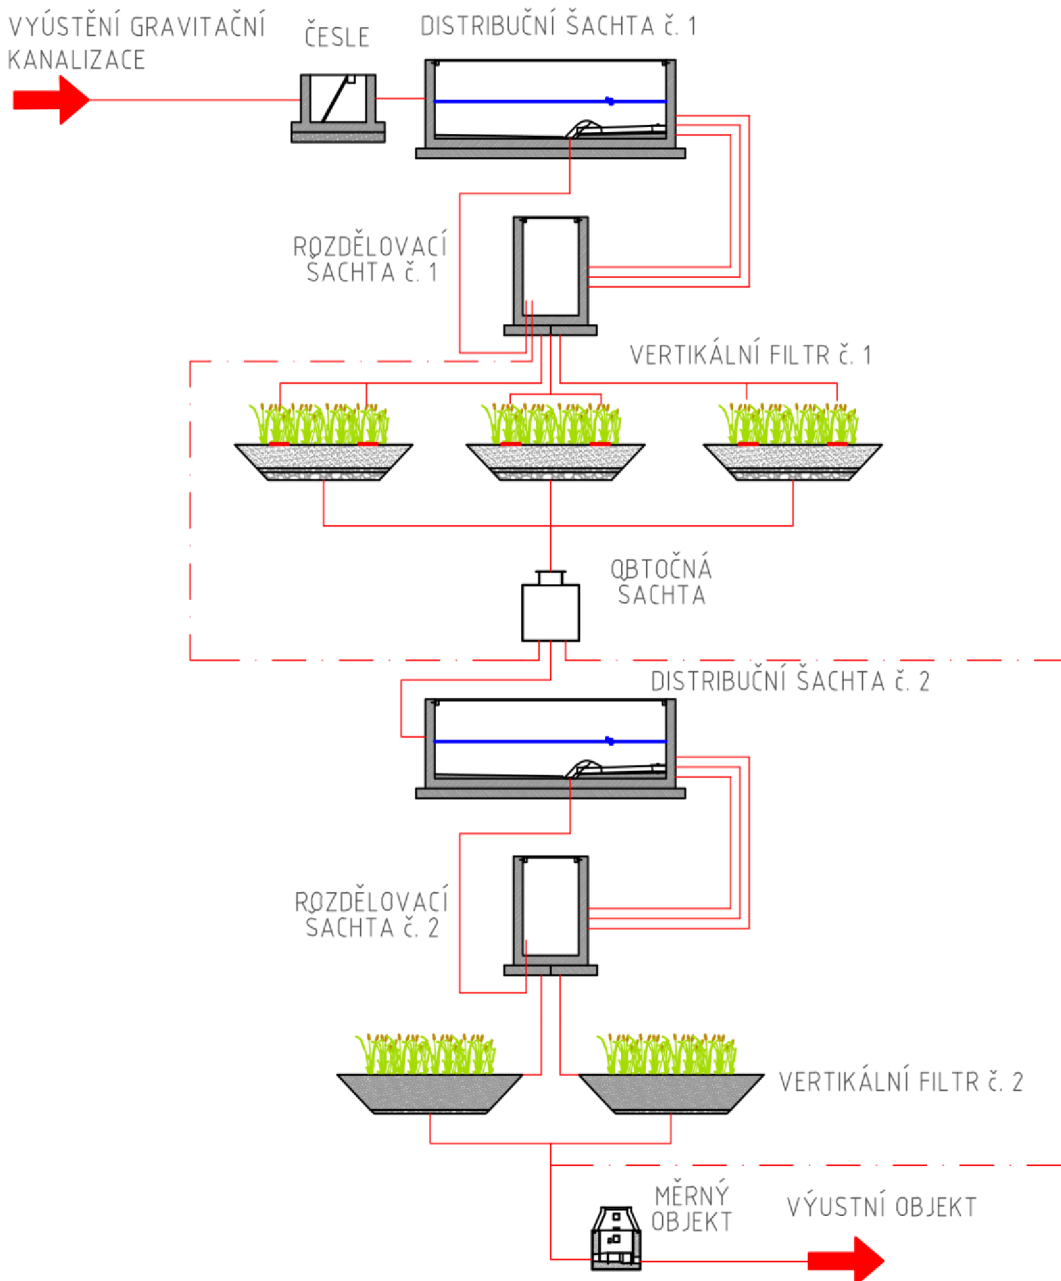 VYÚSTĚNÍ GRAVITAČNÍ
KANALIZACE
ČESLE
DISTRIBUČNÍ ŠACHTA č. 1
ROZDĚLOVACÍ
ŠACHTA č. 1
VERTIKÁLNÍ FILTR č. 1
OBTOČNÁ
ŠACHTA
DISTRIBUČNÍ ŠACHTA č. 2
ROZDĚLOVACÍ
ŠACHTA č. 2
VERTIKÁLNÍ FILTR č. 2
MĚRNÝ
OBJEKT
VÝUSTNÍ OBJEKT